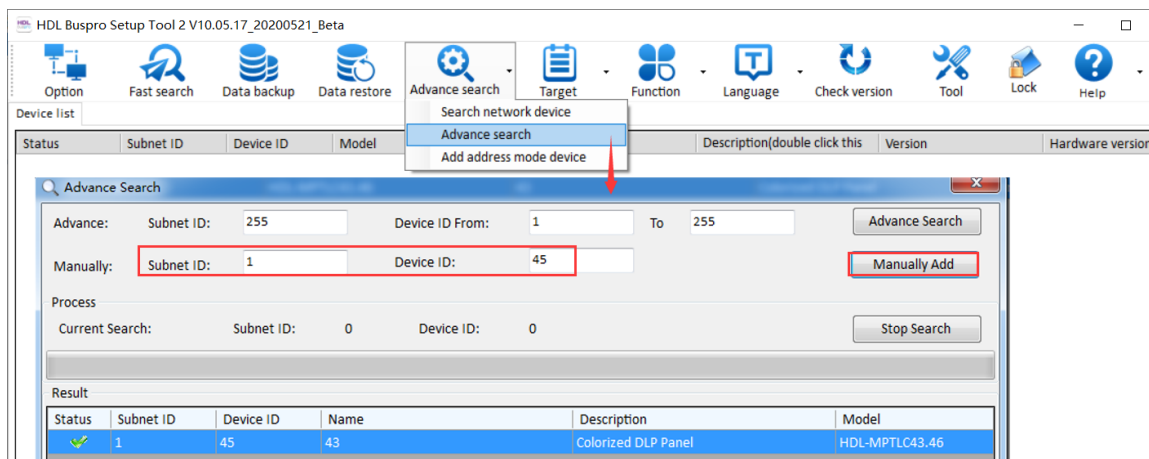 HDL HDL Buspro Setup Tool 2 V10.05.17_20200521_Beta
Option Fast search Data backup Data restore Advance search Target Function Language Check version Tool Lock Help
Device list
Search network device
Advance search
Add address mode device
Status Subnet ID Device ID Model Description(double click this Version Hardware version
Advance Search
Advance: Subnet ID: 255 Device ID From: 1 To 255 Advance Search
Manually: Subnet ID: 1 Device ID: 45 Manually Add
Process
Current Search: Subnet ID: 0 Device ID: 0 Stop Search
Result
Status Subnet ID Device ID Name Description Model
1 45 43 Colorized DLP Panel HDL-MPTLC43.46